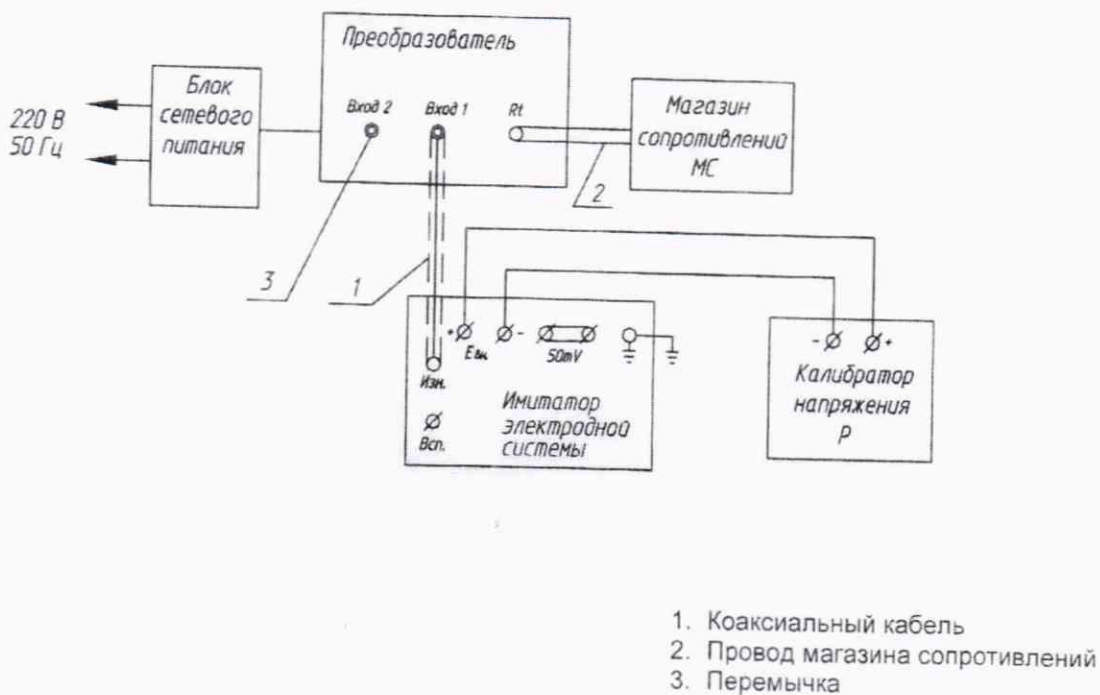 Преобразователь
Блок
сетевого
питания
220 В
50 Гц
Вход 2
Вход 1
Rt
Магазин
сопротивлений
МС
2
3
1
+
-
Eвн.
50mV
Изм.
Всп.
Имитатор
электродной
системы
- +
Калибратор
напряжения
Р
1. Коаксиальный кабель
2. Провод магазина сопротивлений
3. Перемычка